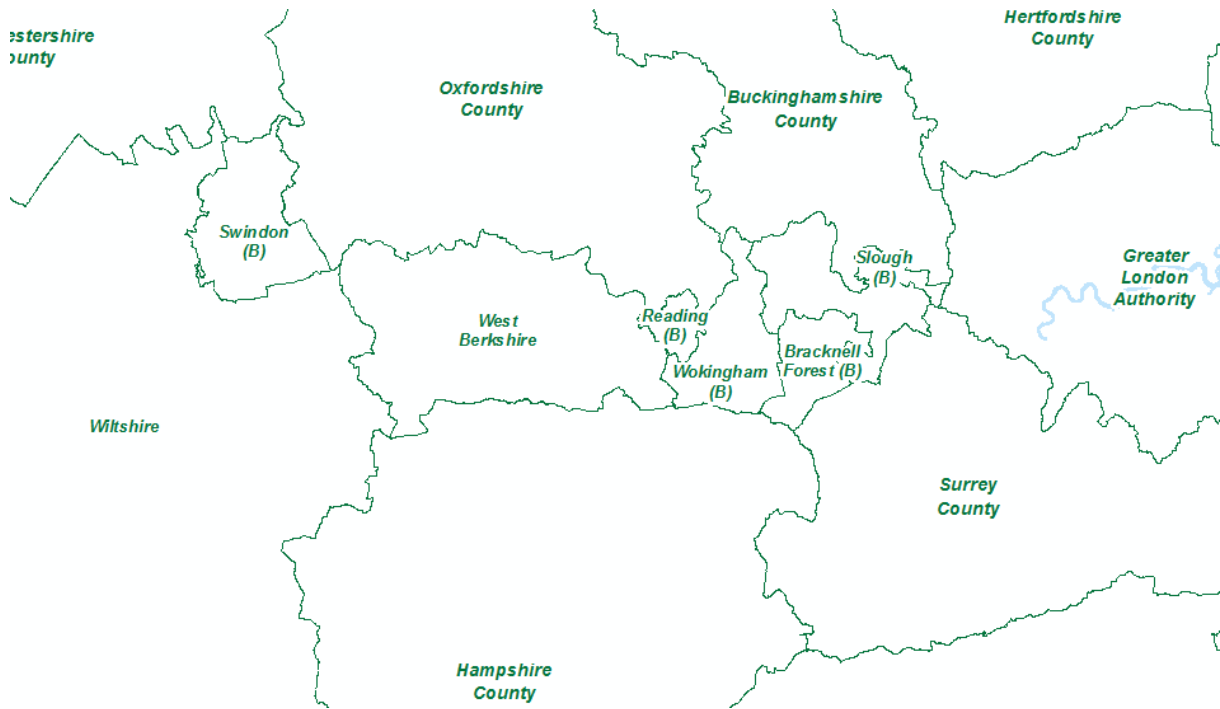 estershire
ounty
Hertfordshire
County
Oxfordshire
County
Buckinghamshire
County
Swindon
(B)
Slough
(B)
Greater
London
Authority
West
Berkshire
Reading
(B)
Bracknell
Forest (B)
Wokingham
(B)
Wiltshire
Surrey
County
Hampshire
County